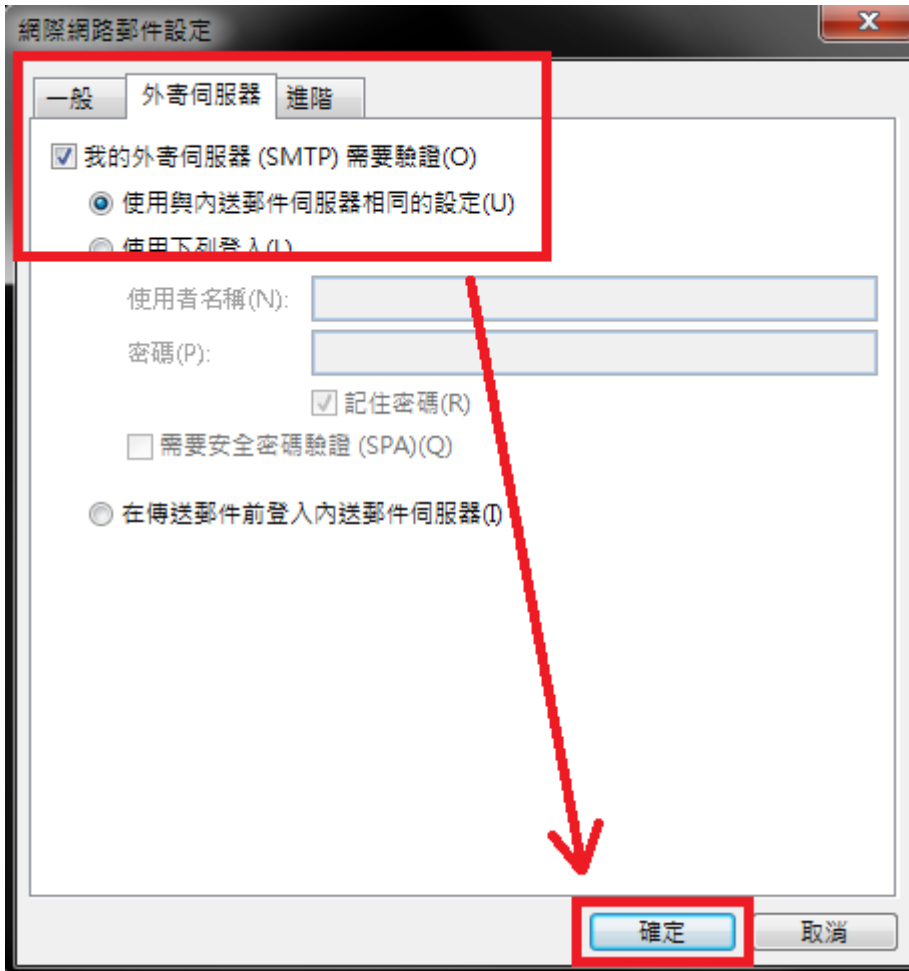 網際網路郵件設定
一般 外寄伺服器 進階
我的外寄伺服器 (SMTP) 需要驗證(O)
使用與內送郵件伺服器相同的設定(U)
使用下列登入(L)
使用者名稱(N):
密碼(P):
記住密碼(R)
需要安全密碼驗證 (SPA)(Q)
在傳送郵件前登入內送郵件伺服器(I)
確定 取消